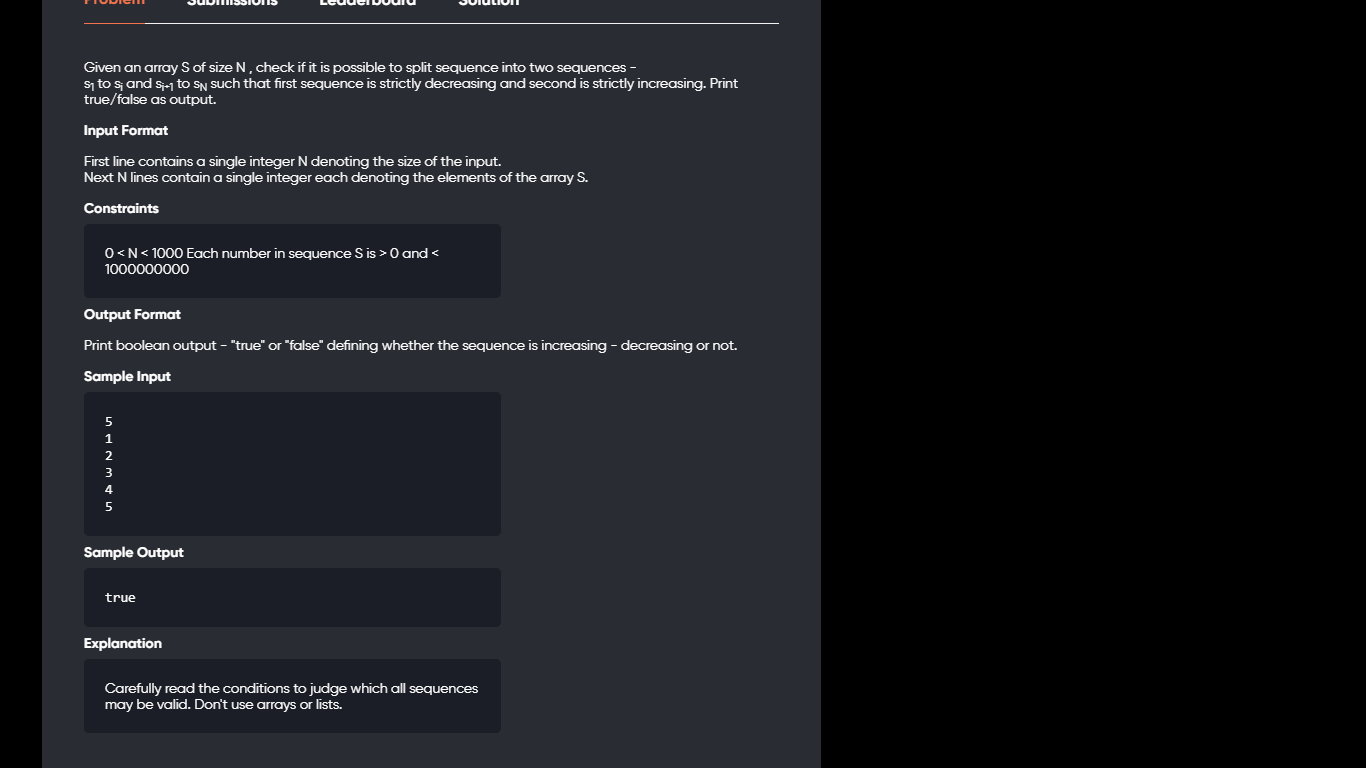 Problem Submissions Leaderboard Solution
Given an array S of size N , check if it is possible to split sequence into two sequences -
s1 to si and si+1 to sN such that first sequence is strictly decreasing and second is strictly increasing. Print
true/false as output.
Input Format
First line contains a single integer N denoting the size of the input.
Next N lines contain a single integer each denoting the elements of the array S.
Constraints
0 < N < 1000 Each number in sequence S is > 0 and <
1000000000
Output Format
Print boolean output - "true" or "false" defining whether the sequence is increasing - decreasing or not.
Sample Input
5
1
2
3
4
5
Sample Output
true
Explanation
Carefully read the conditions to judge which all sequences
may be valid. Don't use arrays or lists.